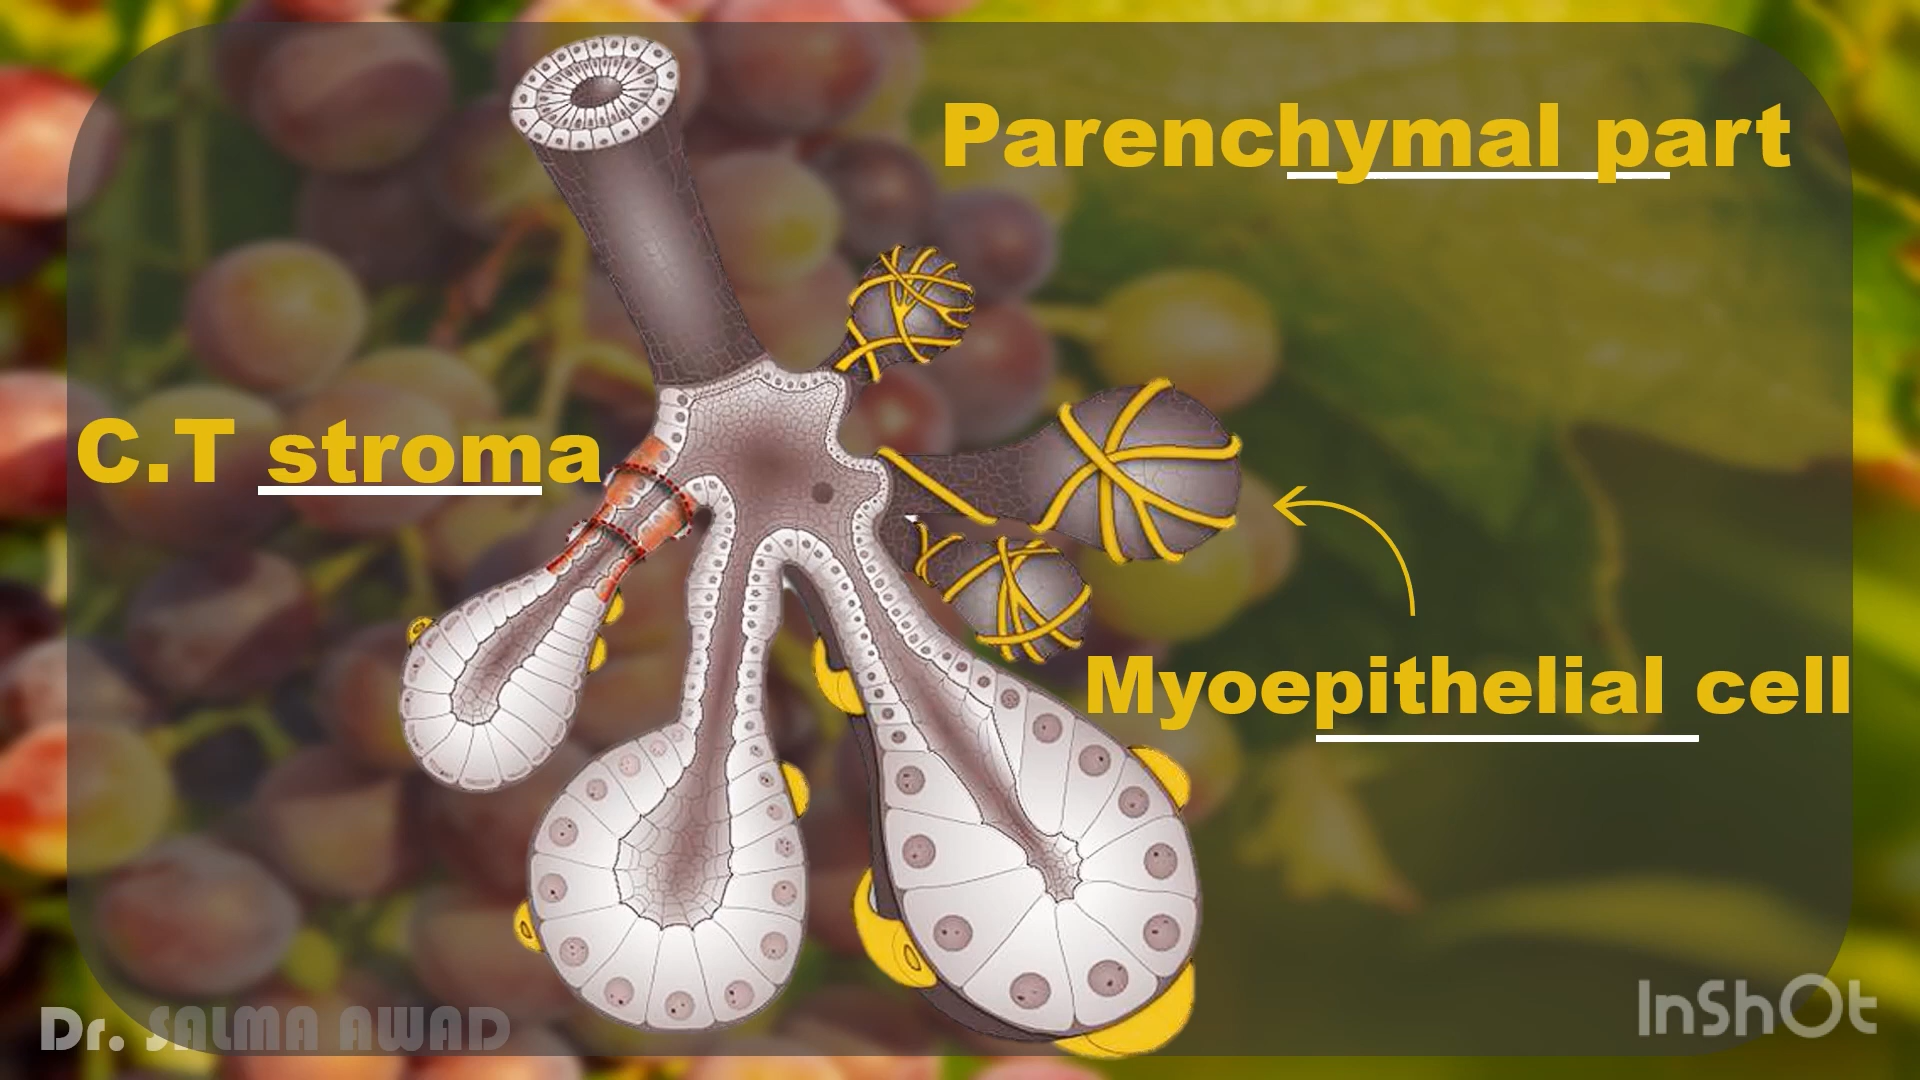 Parenchymal part
C.T stroma
Myoepithelial cell
Dr. SALMA AWAD
InShOt